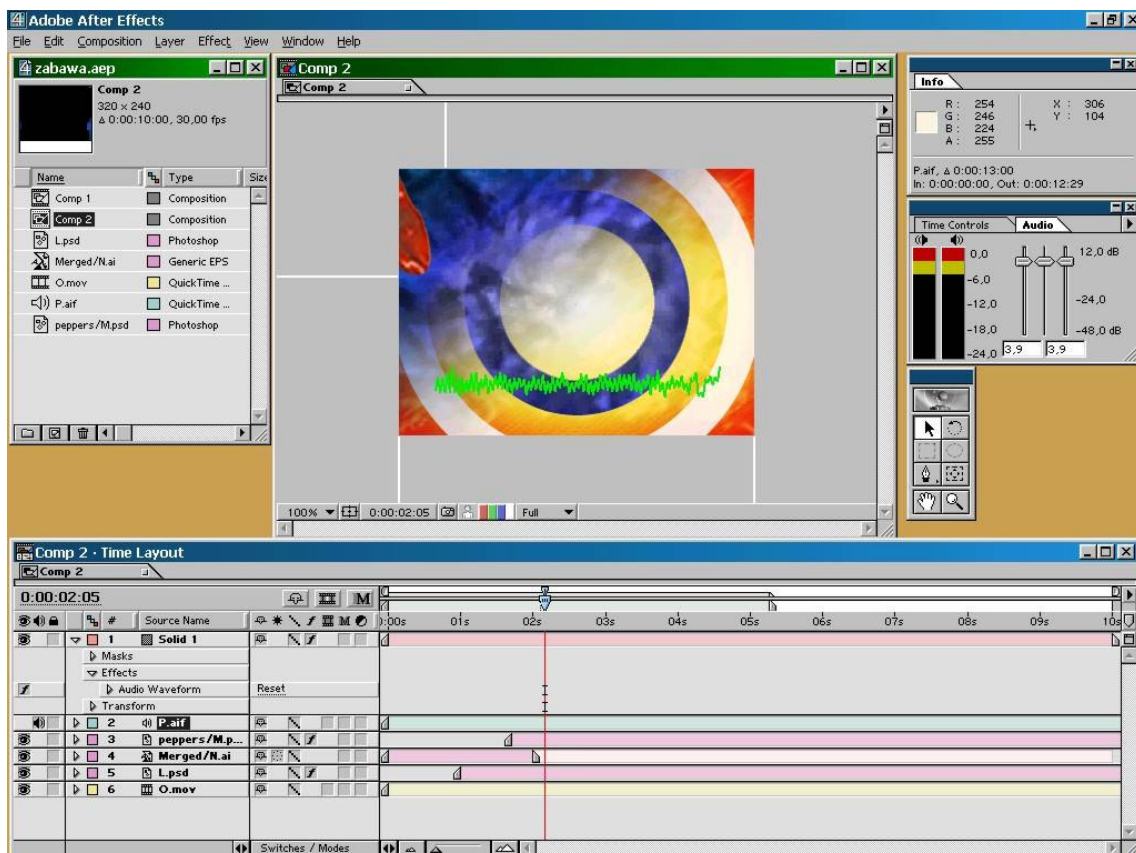 Adobe After Effects
File Edit Composition Layer Effect View Window Help
zabawa.aep
Comp 2
320 x 240
Δ 0:00:10:00, 30,00 fps
Name Type Size
Comp 1 Composition
Comp 2 Composition
L.psd Photoshop
Merged/N.ai Generic EPS
O.mov QuickTime ...
P.aif QuickTime ...
peppers/M.psd Photoshop
Comp 2
Comp 2
100% 0:00:02:05 Full
Info
R : 254 X : 306
G : 246 Y : 104
B : 224
A : 255
P.aif, Δ 0:00:13:00
In: 0:00:00:00, Out: 0:00:12:29
Time Controls Audio
0,0 12,0 dB
-6,0
-12,0 -24,0
-18,0 -48,0 dB
-24,0 3,9 3,9
Comp 2 · Time Layout
Comp 2
0:00:02:05 M
# Source Name M ):00s 01s 02s 03s 04s 05s 06s 07s 08s 09s 10s
1 Solid 1
Masks
Effects
Audio Waveform Reset
Transform
2 P.aif
3 peppers/M.p...
4 Merged/N.ai
5 L.psd
6 O.mov
Switches / Modes